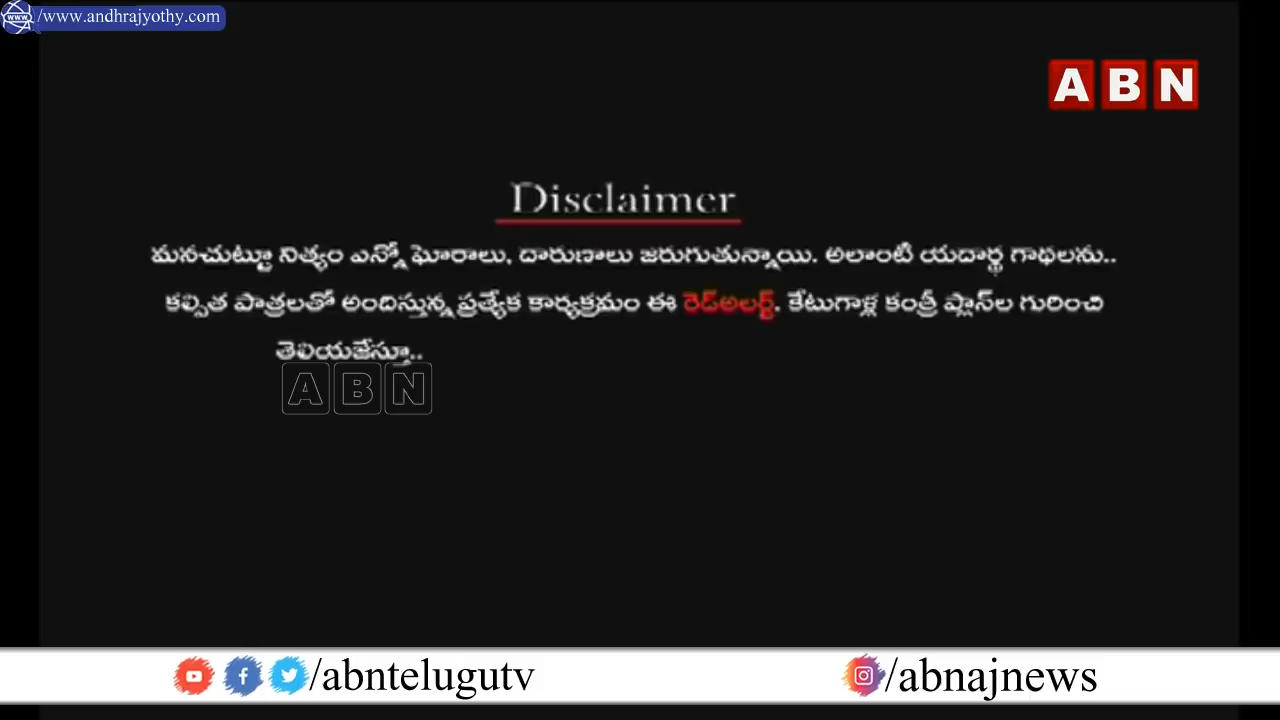 www./www.andhrajyothy.com
ABN
Disclaimer
మనచుట్టూ నిత్యం ఎన్నో ఘోరాలు, దారుణాలు జరుగుతున్నాయి. అలాంటి యదార్థ గాథలను..
కల్పిత పాత్రలతో అందిస్తున్న ప్రత్యేక కార్యక్రమం ఈ రెడ్అలర్ట్. కేటుగాళ్ల కంత్రీ ప్లాన్‌ల గురించి
తెలియజేస్తూ..
ABN
/abntelugutv
/abnajnews